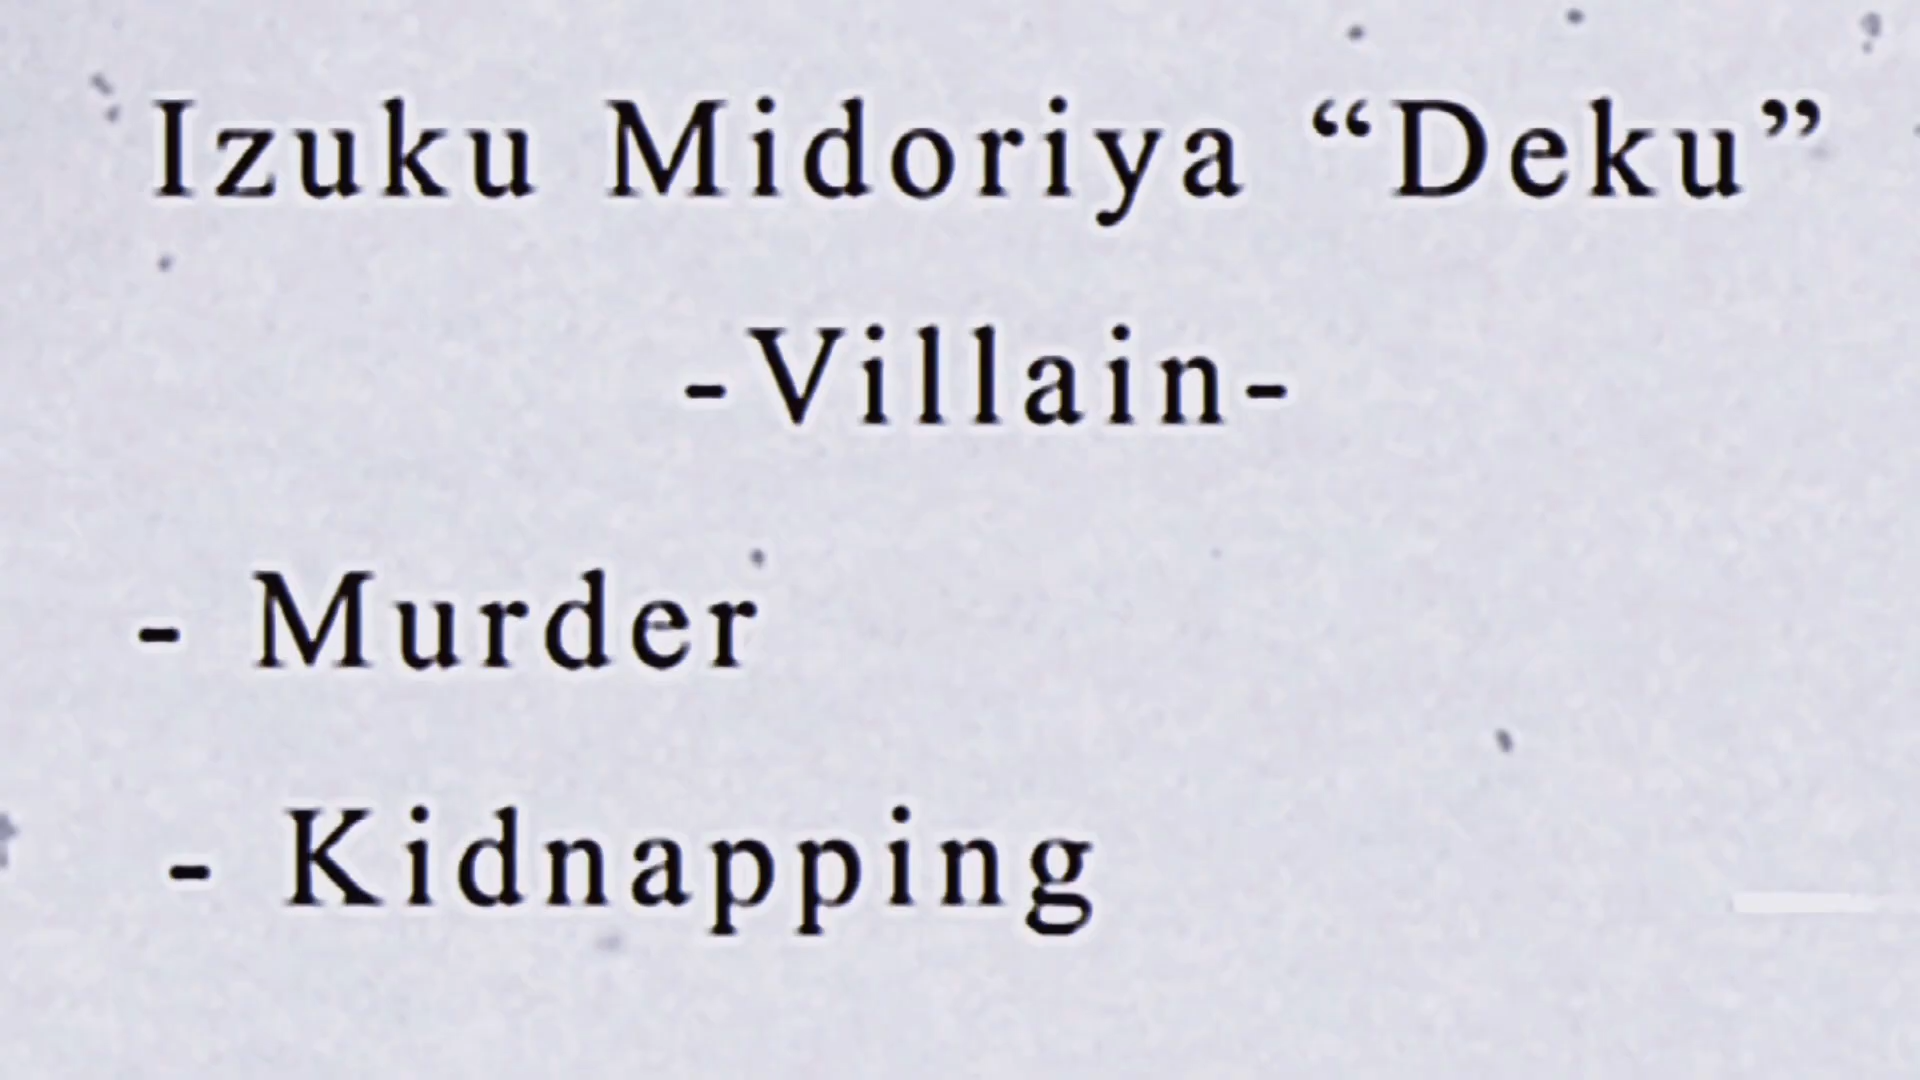 Izuku Midoriya “Deku”
-Villain-
- Murder
- Kidnapping